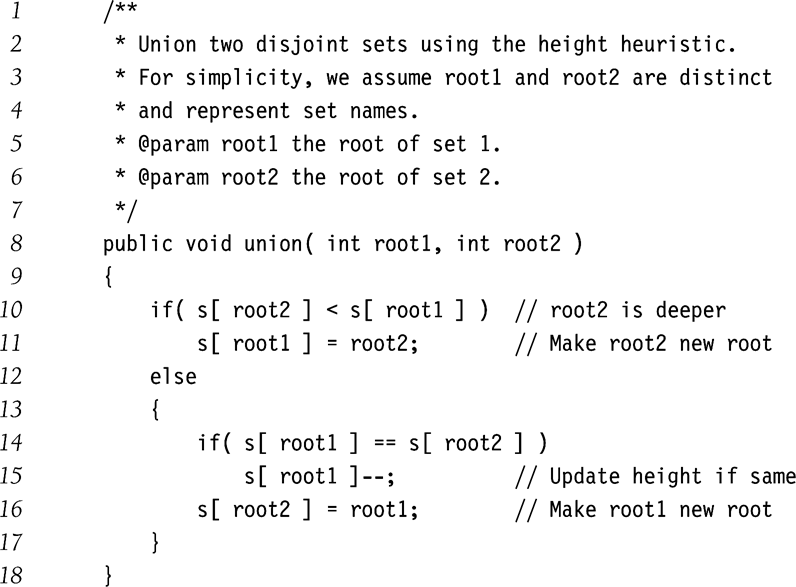 1 /**
2 * Union two disjoint sets using the height heuristic.
3 * For simplicity, we assume root1 and root2 are distinct
4 * and represent set names.
5 * @param root1 the root of set 1.
6 * @param root2 the root of set 2.
7 */
8 public void union( int root1, int root2 )
9 {
10 if( s[ root2 ] < s[ root1 ] ) // root2 is deeper
11 s[ root1 ] = root2; // Make root2 new root
12 else
13 {
14 if( s[ root1 ] == s[ root2 ] )
15 s[ root1 ]--; // Update height if same
16 s[ root2 ] = root1; // Make root1 new root
17 }
18 }